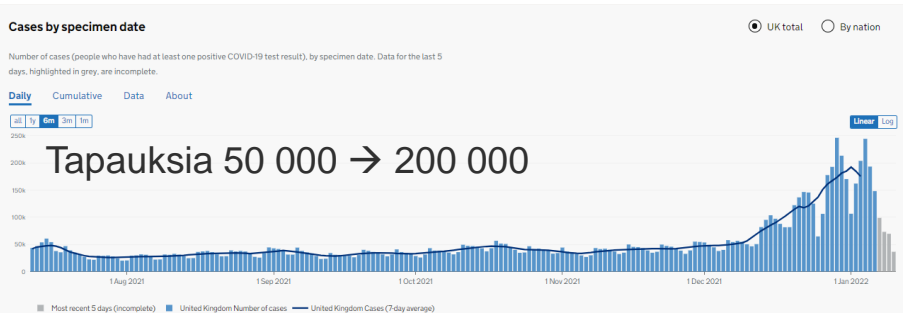 Cases by specimen date
UK total
By nation
Number of cases (people who have had at least one positive COVID-19 test result), by specimen date. Data for the last 5
days, highlighted in grey, are incomplete.
Daily Cumulative Data About
all 1y 6m 3m 1m
Linear Log
250k
Tapauksia 50 000 → 200 000
200k
150k
100k
50k
0
1 Aug 2021 1 Sep 2021 1 Oct 2021 1 Nov 2021 1 Dec 2021 1 Jan 2022
Most recent 5 days (incomplete) United Kingdom Number of cases United Kingdom Cases (7-day average)